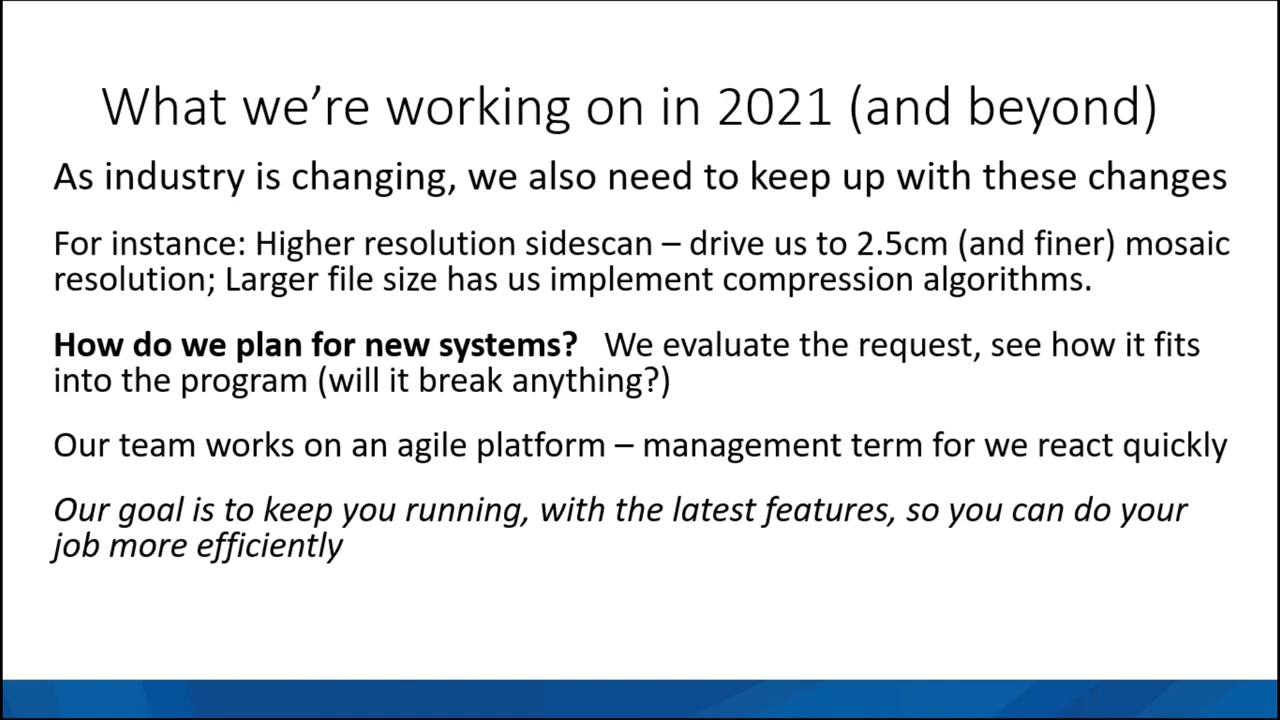 What we’re working on in 2021 (and beyond)
As industry is changing, we also need to keep up with these changes
For instance: Higher resolution sidescan – drive us to 2.5cm (and finer) mosaic
resolution; Larger file size has us implement compression algorithms.
How do we plan for new systems?   We evaluate the request, see how it fits
into the program (will it break anything?)
Our team works on an agile platform – management term for we react quickly
Our goal is to keep you running, with the latest features, so you can do your
job more efficiently